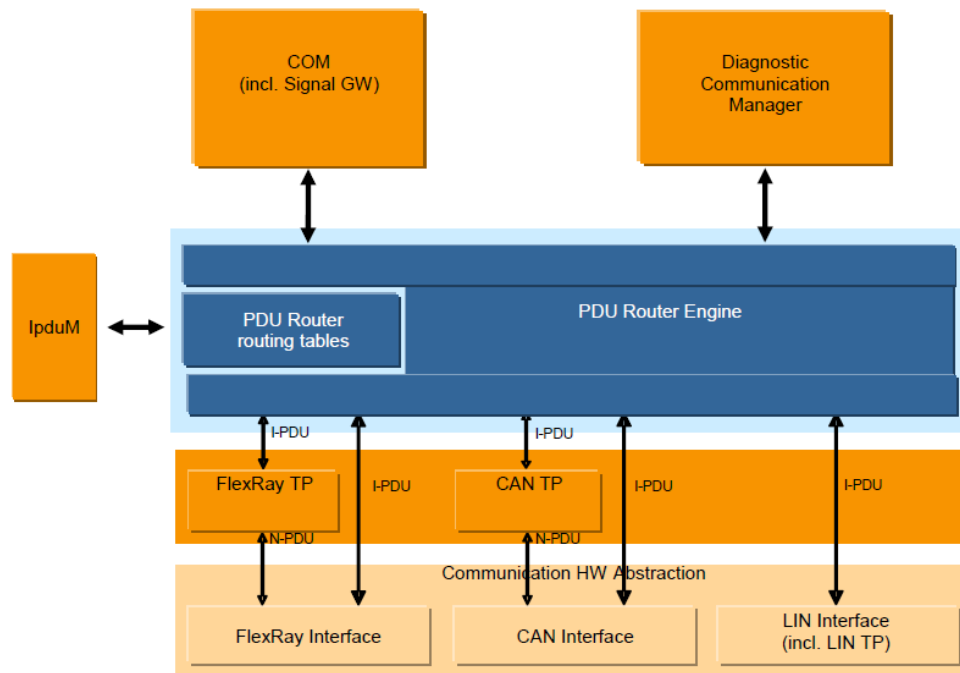 COM
(incl. Signal GW)
Diagnostic
Communication
Manager
IpduM
PDU Router
routing tables
PDU Router Engine
I-PDU
I-PDU
FlexRay TP
I-PDU
CAN TP
I-PDU
I-PDU
N-PDU
N-PDU
Communication HW Abstraction
FlexRay Interface
CAN Interface
LIN Interface
(incl. LIN TP)